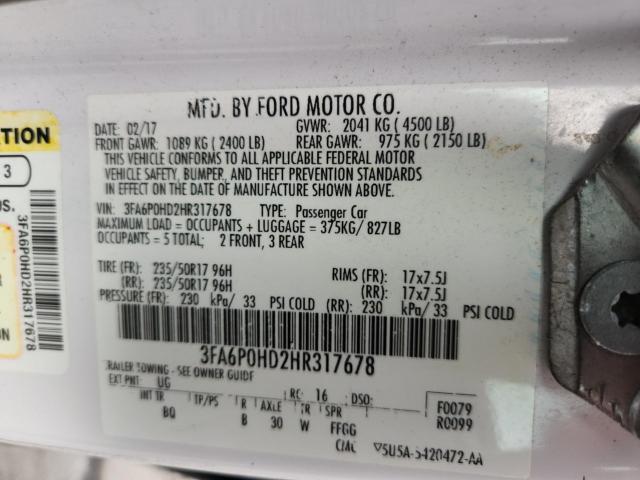 MFD. BY FORD MOTOR CO.
DATE: 02/17 GVWR: 2041 KG ( 4500 LB)
FRONT GAWR: 1089 KG ( 2400 LB) REAR GAWR: 975 KG ( 2150 LB)
THIS VEHICLE CONFORMS TO ALL APPLICABLE FEDERAL MOTOR
VEHICLE SAFETY, BUMPER, AND THEFT PREVENTION STANDARDS
IN EFFECT ON THE DATE OF MANUFACTURE SHOWN ABOVE.
VIN: 3FA6P0HD2HR317678 TYPE: Passenger Car
MAXIMUM LOAD = OCCUPANTS + LUGGAGE = 375KG/ 827LB
OCCUPANTS = 5 TOTAL; 2 FRONT, 3 REAR
TIRE (FR): 235/50R17 96H RIMS (FR): 17x7.5J
(RR): 235/50R17 96H (RR): 17x7.5J
PRESSURE (FR): 230 kPa/ 33 PSI COLD (RR): 230 kPa/ 33 PSI COLD
3FA6P0HD2HR317678
TRAILER TOWING - SEE OWNER GUIDE
EXT PNT: UG RC: 16 DSO:
INT TR TP/PS R AXLE TR SPR F0079
BQ B 30 W FFGG R0099
5U5A-5420472-AA
ATION
3
OS.
3FA6P0HD2HR317678
ON